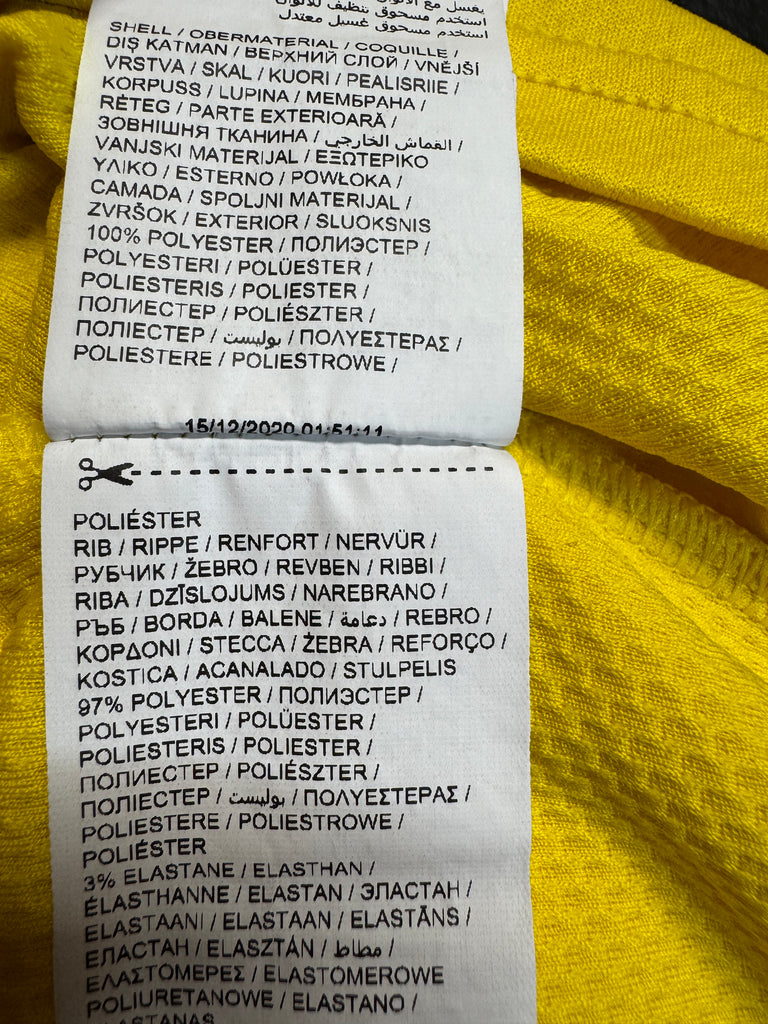 يغسل مع الألوان
استخدم مسحوق تنظيف للألوان
استخدم مسحوق غسيل معتدل
SHELL / OBERMATERIAL / COQUILLE /
DIŞ KATMAN / ВЕРХНИЙ СЛОЙ / VNĚJŠÍ
VRSTVA / SKAL / KUORI / PEALISRIIE /
KORPUSS / LUPINA / МЕМБРАНА /
RÉTEG / PARTE EXTERIOARĂ /
ЗОВНІШНЯ ТКАНИНА / القماش الخارجي /
VANJSKI MATERIJAL / ΕΞΩΤΕΡΙΚΟ
ΥΛΙΚΟ / ESTERNO / POWŁOKA /
CAMADA / SPOLJNI MATERIJAL /
ZVRŠOK / EXTERIOR / SLUOKSNIS
100% POLYESTER / ПОЛИЭСТЕР /
POLYESTERI / POLÜESTER /
POLIESTERIS / POLIESTER /
ПОЛИЕСТЕР / POLIÉSZTER /
ПОЛІЕСТЕР / بوليست / ΠΟΛΥΕΣΤΕΡΑΣ /
POLIESTERE / POLIESTROWE /
15/12/2020 01:51:11
POLIÉSTER
RIB / RIPPE / RENFORT / NERVÜR /
РУБЧИК / ŽEBRO / REVBEN / RIBBI /
RIBA / DZĪSLOJUMS / NAREBRANO /
РЪБ / BORDA / BALENE / دعامة / REBRO /
ΚΟΡΔΟΝΙ / STECCA / ŻEBRA / REFORÇO /
KOSTICA / ACANALADO / STULPELIS
97% POLYESTER / ПОЛИЭСТЕР /
POLYESTERI / POLÜESTER /
POLIESTERIS / POLIESTER /
ПОЛИЕСТЕР / POLIÉSZTER /
ПОЛІЕСТЕР / بوليست / ΠΟΛΥΕΣΤΕΡΑΣ /
POLIESTERE / POLIESTROWE /
POLIÉSTER
3% ELASTANE / ELASTHAN /
ÉLASTHANNE / ELASTAN / ЭЛАСТАН /
ELASTAANI / ELASTAAN / ELASTĀNS /
ЕЛАСТАН / ELASZTÁN / مطاط /
ΕΛΑΣΤΟΜΕΡΕΣ / ELASTOMEROWE
POLIURETANOWE / ELASTANO /
ELASTANAS